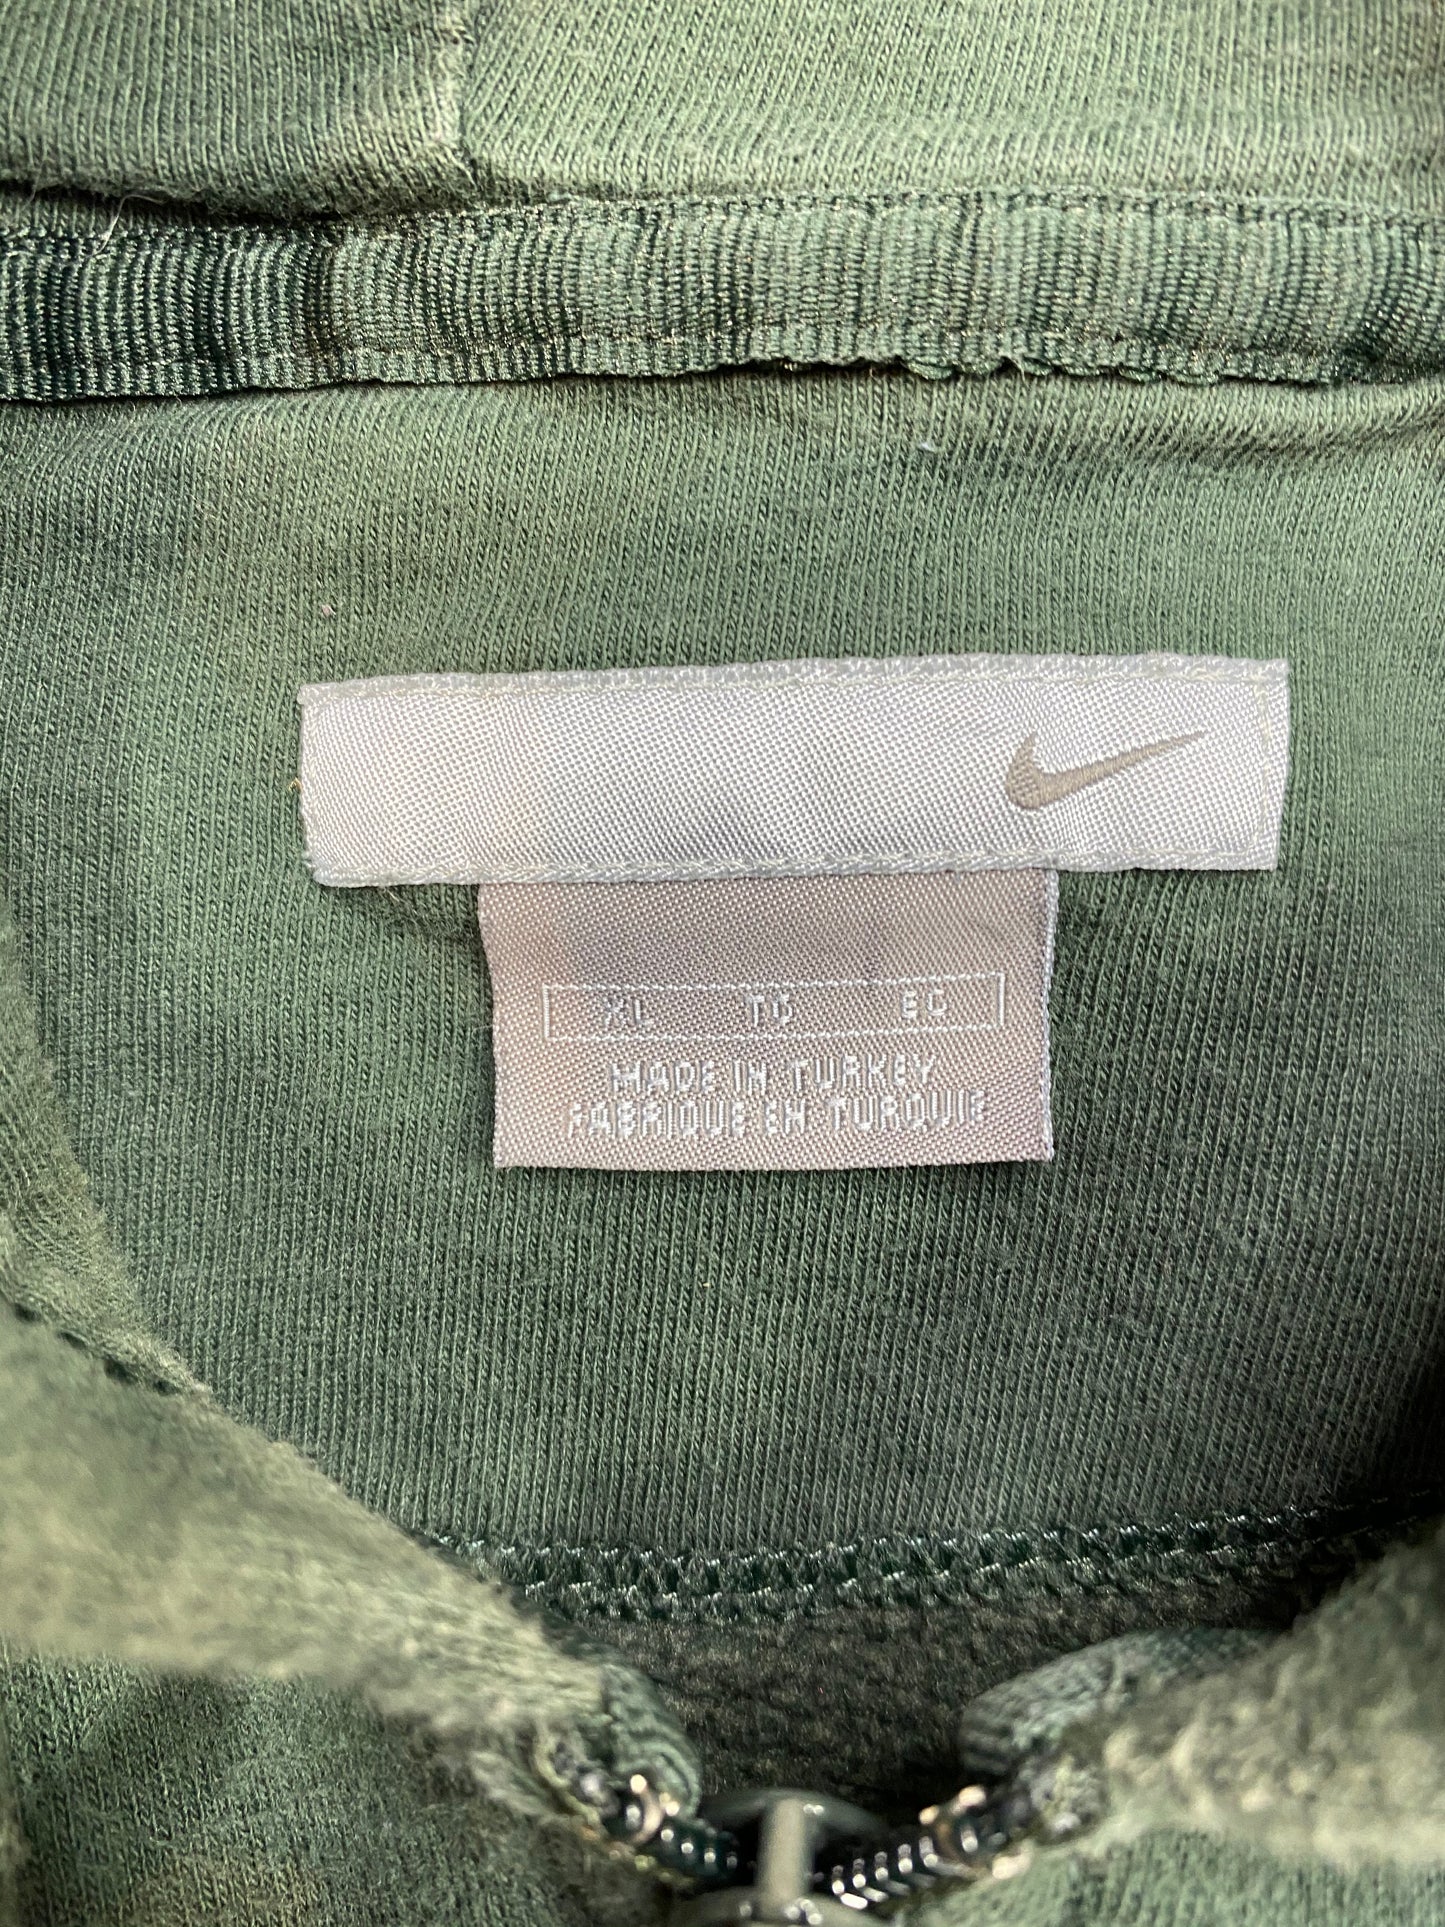 XL TG EG
MADE IN TURKEY
FABRIQUE EN TURQUIE